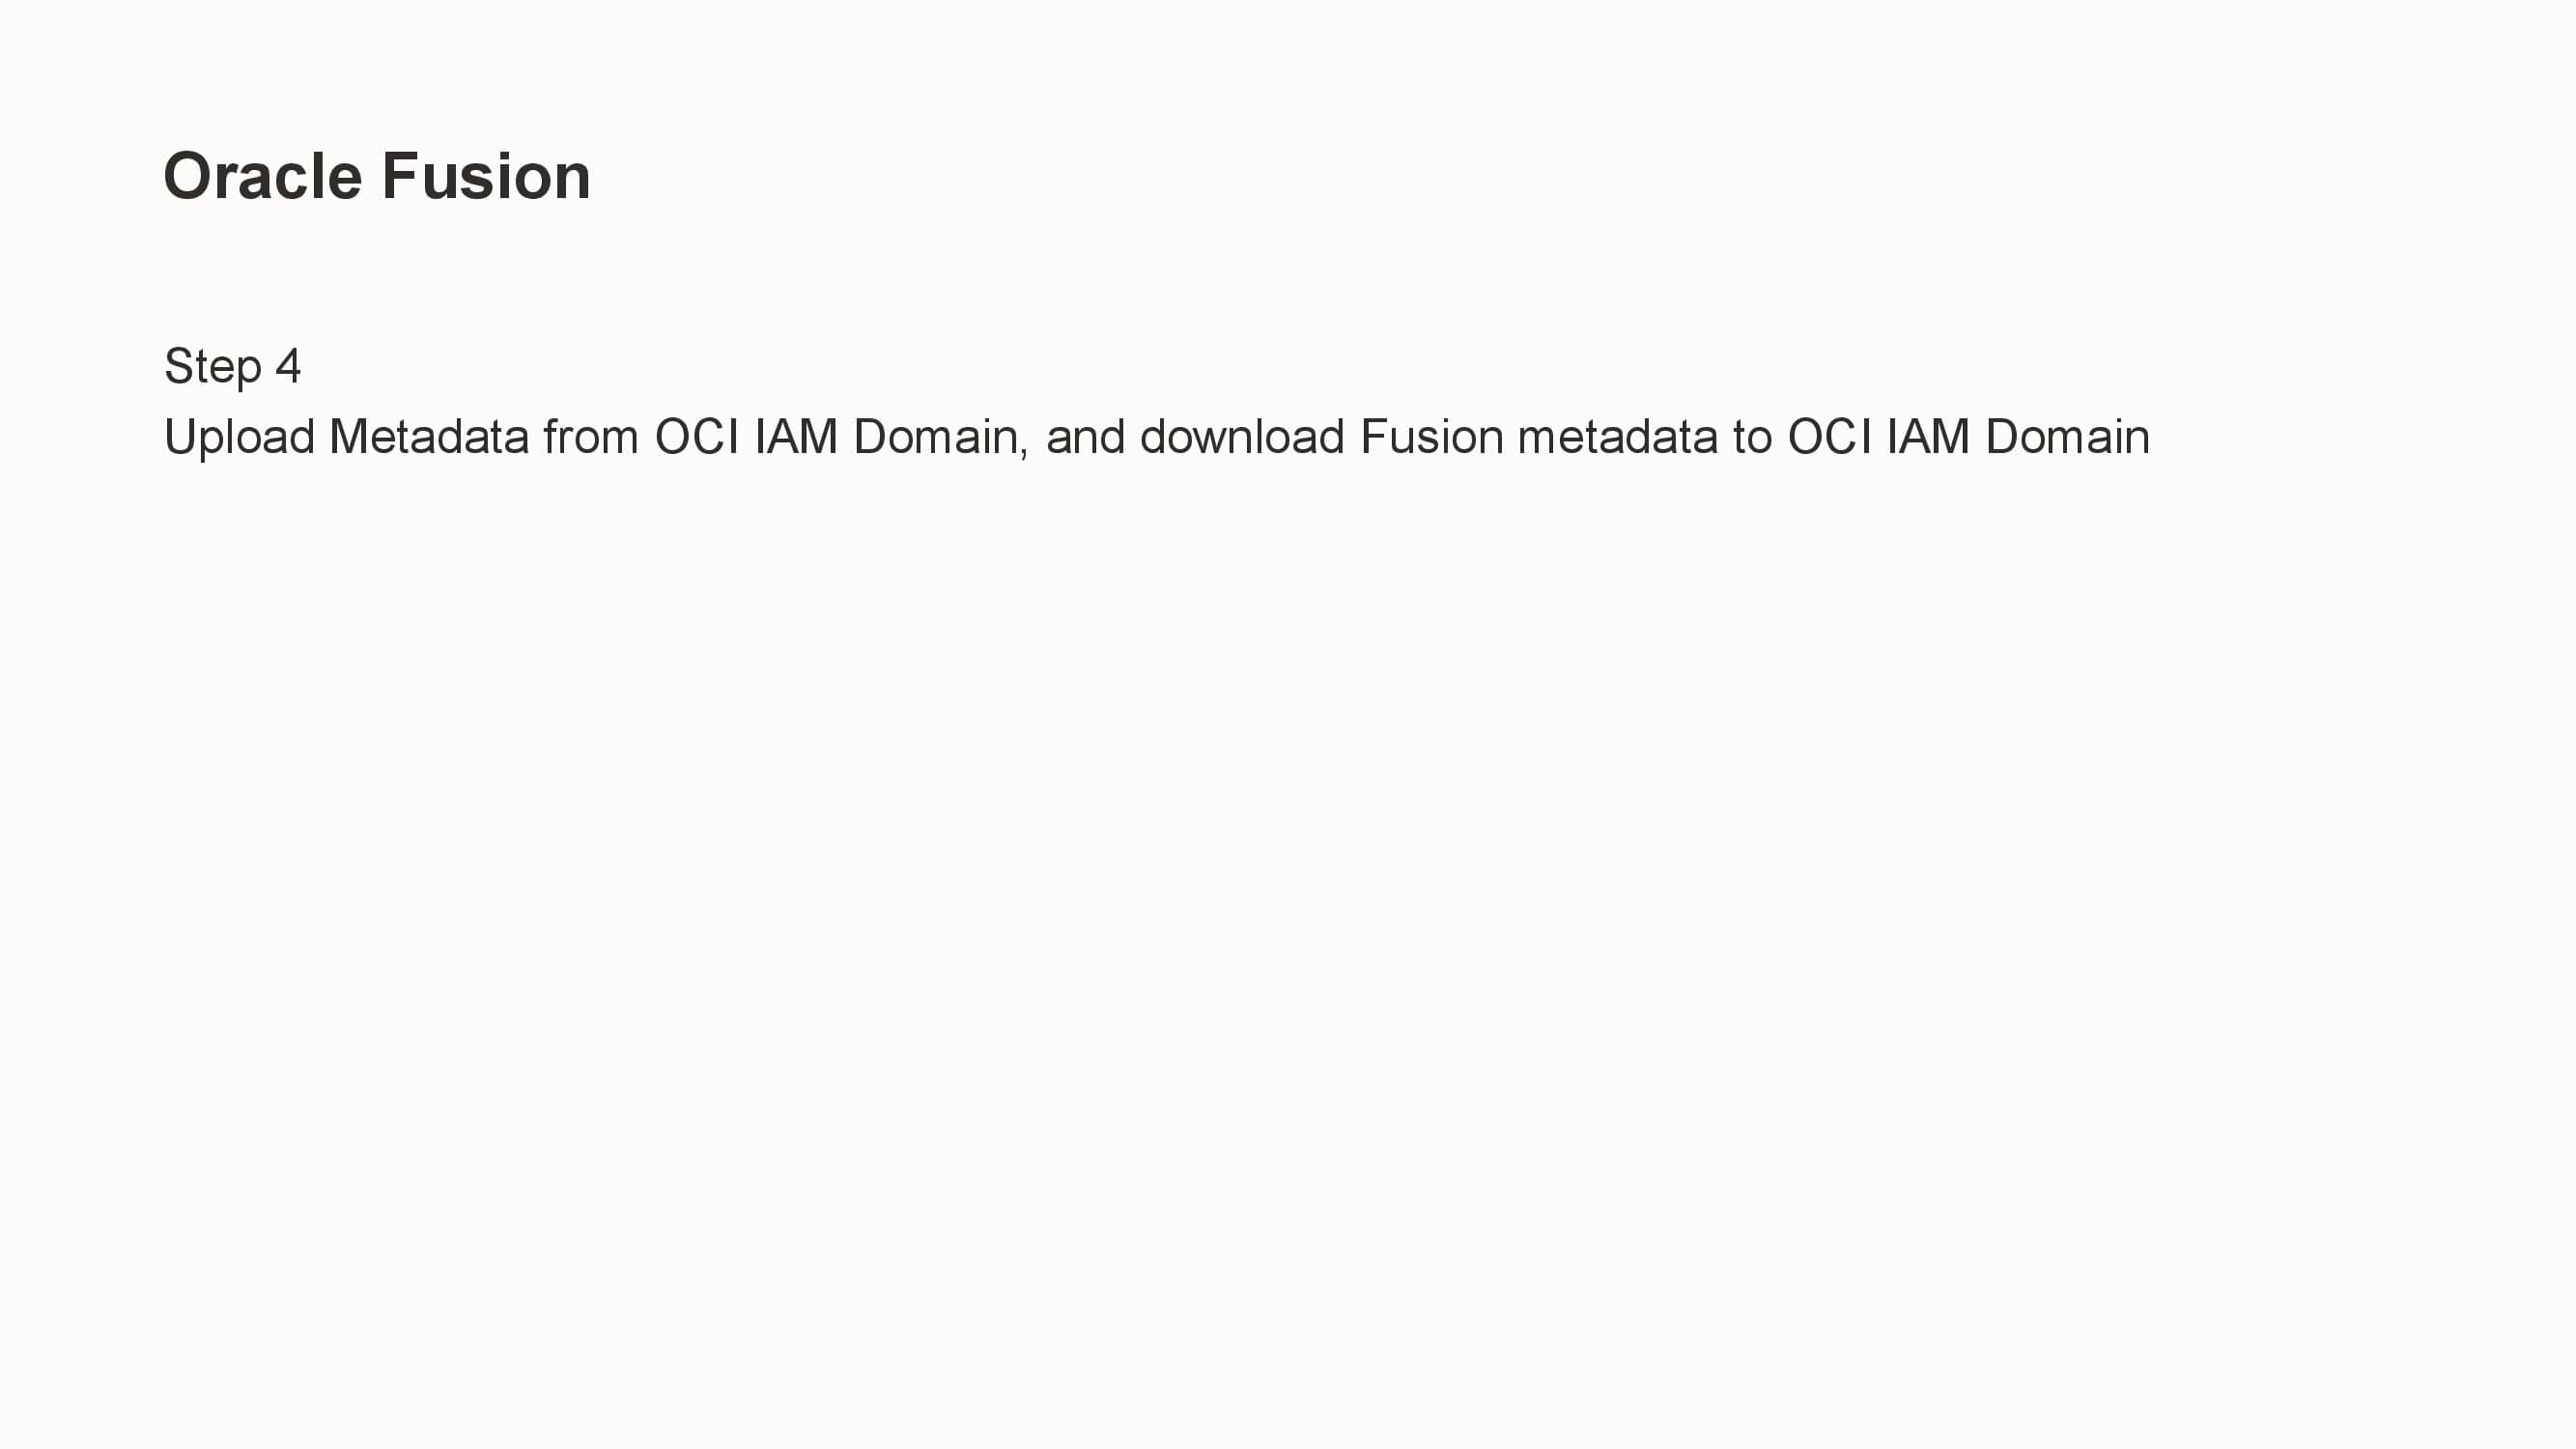 Oracle Fusion
Step 4
Upload Metadata from OCI IAM Domain, and download Fusion metadata to OCI IAM Domain